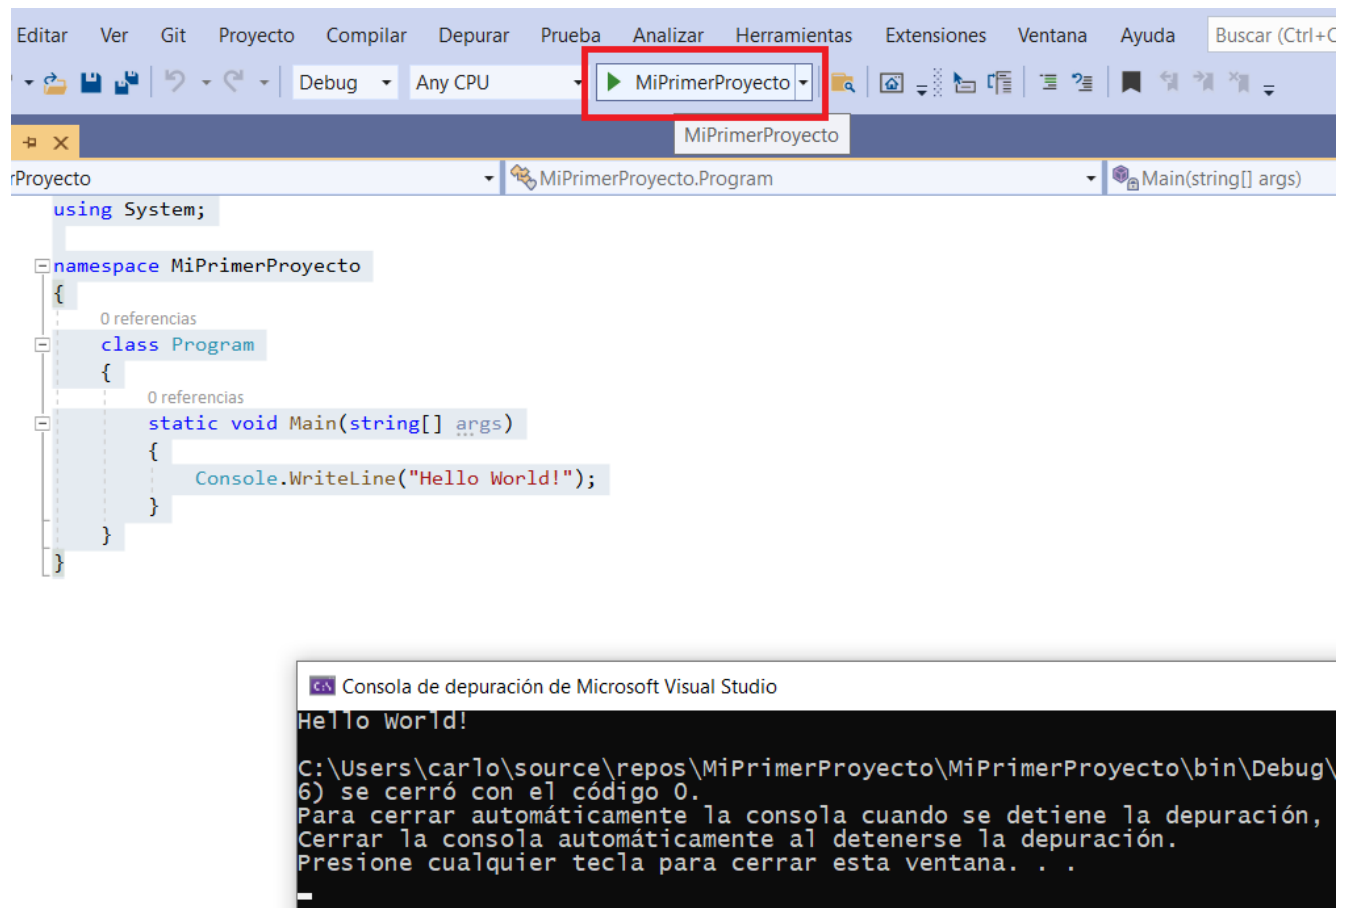 Editar Ver Git Proyecto Compilar Depurar Prueba Analizar Herramientas Extensiones Ventana Ayuda Buscar (Ctrl+
Debug Any CPU MiPrimerProyecto
MiPrimerProyecto
rProyecto MiPrimerProyecto.Program Main(string[] args)
using System;
namespace MiPrimerProyecto
{
0 referencias
class Program
{
0 referencias
static void Main(string[] args)
{
Console.WriteLine("Hello World!");
}
}
}
Consola de depuración de Microsoft Visual Studio
Hello World!
C:\Users\carlo\source\repos\MiPrimerProyecto\MiPrimerProyecto\bin\Debug\
6) se cerró con el código 0.
Para cerrar automáticamente la consola cuando se detiene la depuración,
Cerrar la consola automáticamente al detenerse la depuración.
Presione cualquier tecla para cerrar esta ventana. . .